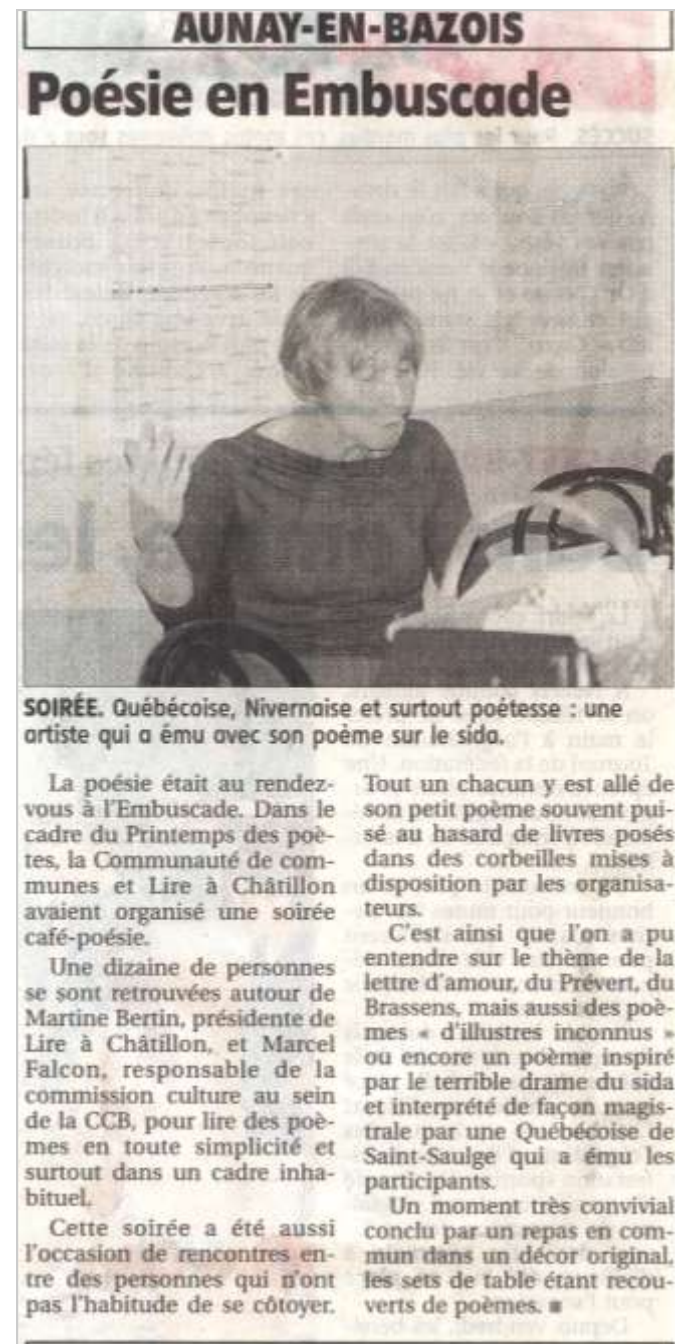 AUNAY-EN-BAZOIS
Poésie en Embuscade
SOIRÉE. Québécoise, Nivernaise et surtout poétesse : une
artiste qui a ému avec son poème sur le sida.
La poésie était au rendez-
vous à l'Embuscade. Dans le
cadre du Printemps des poè-
tes, la Communauté de com-
munes et Lire à Châtillon
avaient organisé une soirée
café-poésie.
Une dizaine de personnes
se sont retrouvées autour de
Martine Bertin, présidente de
Lire à Châtillon, et Marcel
Falcon, responsable de la
commission culture au sein
de la CCB, pour lire des poè-
mes en toute simplicité et
surtout dans un cadre inha-
bituel.
Cette soirée a été aussi
l'occasion de rencontres en-
tre des personnes qui n'ont
pas l'habitude de se côtoyer.
Tout un chacun y est allé de
son petit poème souvent pui-
sé au hasard de livres posés
dans des corbeilles mises à
disposition par les organisa-
teurs.
C'est ainsi que l'on a pu
entendre sur le thème de la
lettre d'amour, du Prévert, du
Brassens, mais aussi des poè-
mes « d'illustres inconnus »
ou encore un poème inspiré
par le terrible drame du sida
et interprété de façon magis-
trale par une Québécoise de
Saint-Saulge qui a ému les
participants.
Un moment très convivial
conclu par un repas en com-
mun dans un décor original,
les sets de table étant recou-
verts de poèmes. ■